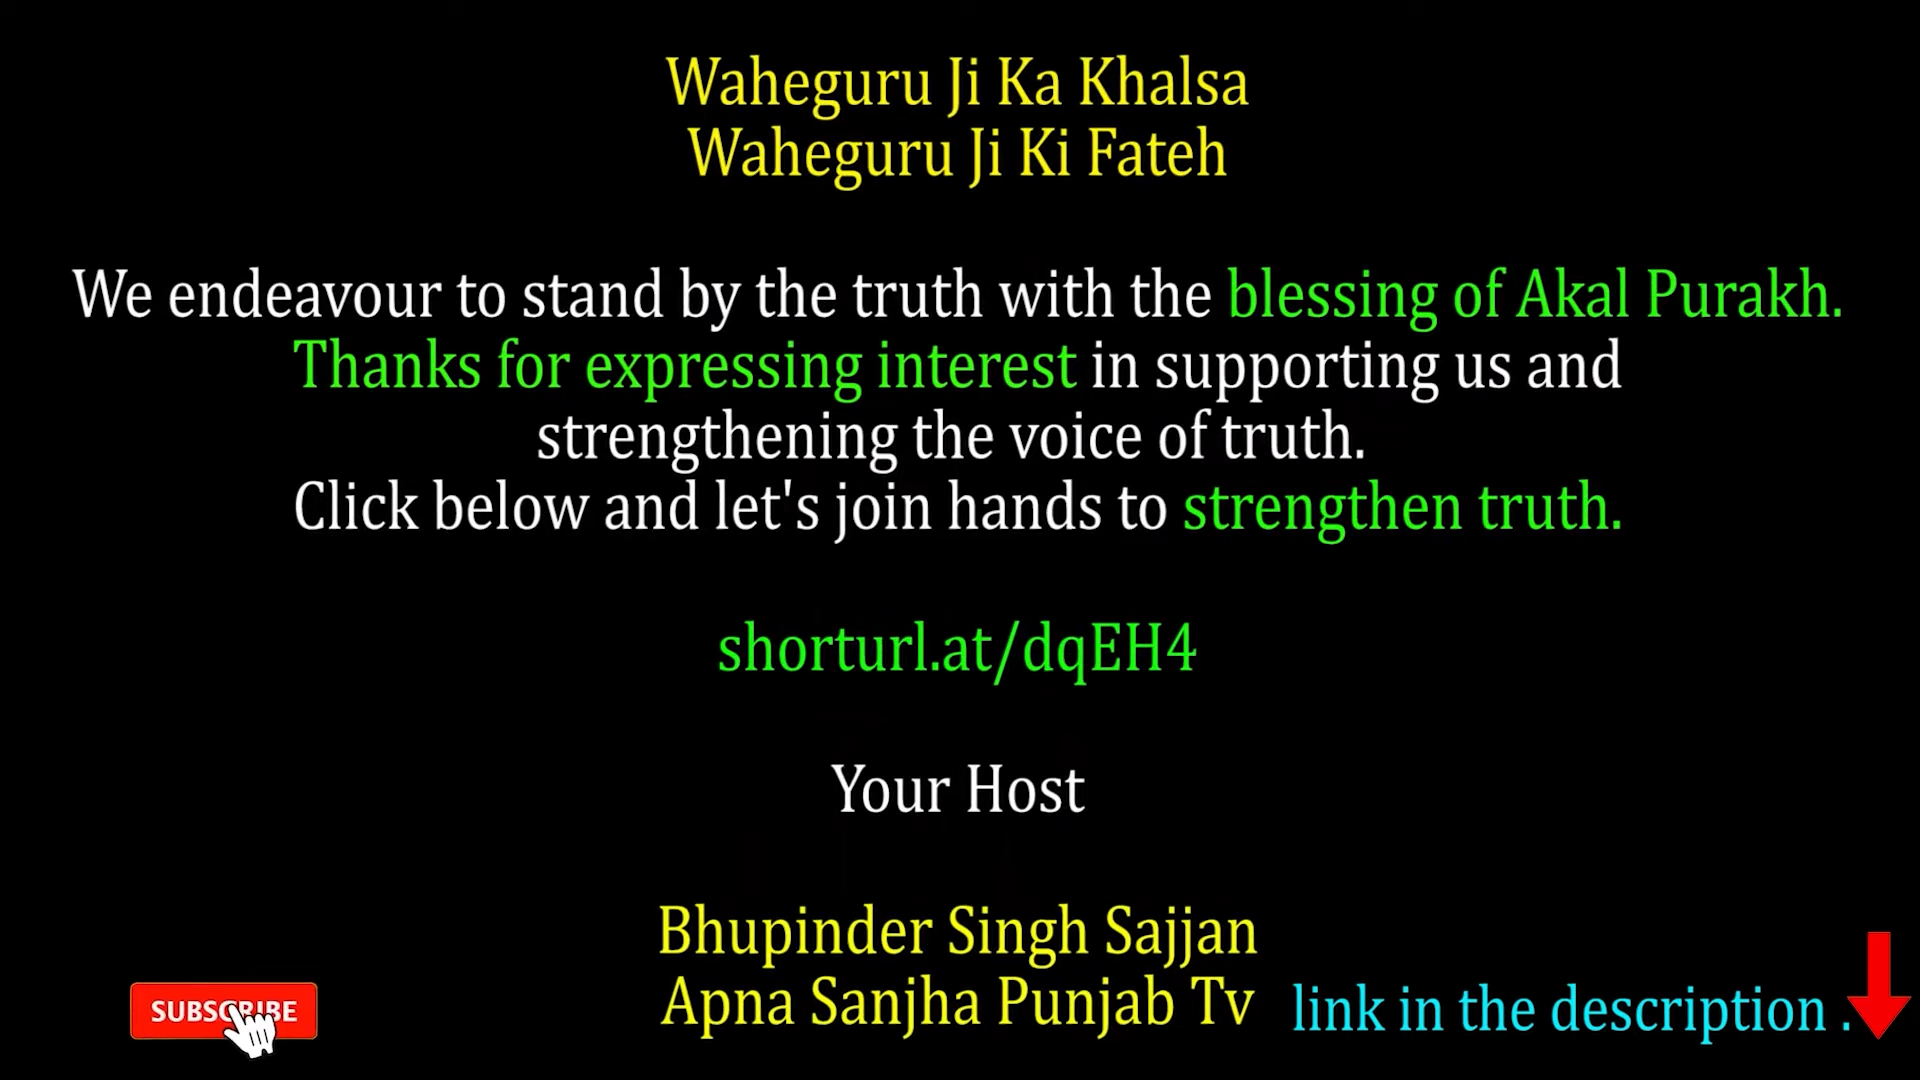 Waheguru Ji Ka Khalsa
Waheguru Ji Ki Fateh
We endeavour to stand by the truth with the blessing of Akal Purakh.
Thanks for expressing interest in supporting us and
strengthening the voice of truth.
Click below and let's join hands to strengthen truth.
shorturl.at/dqEH4
Your Host
Bhupinder Singh Sajjan
Apna Sanjha Punjab Tv
link in the description .
SUBSCRIBE